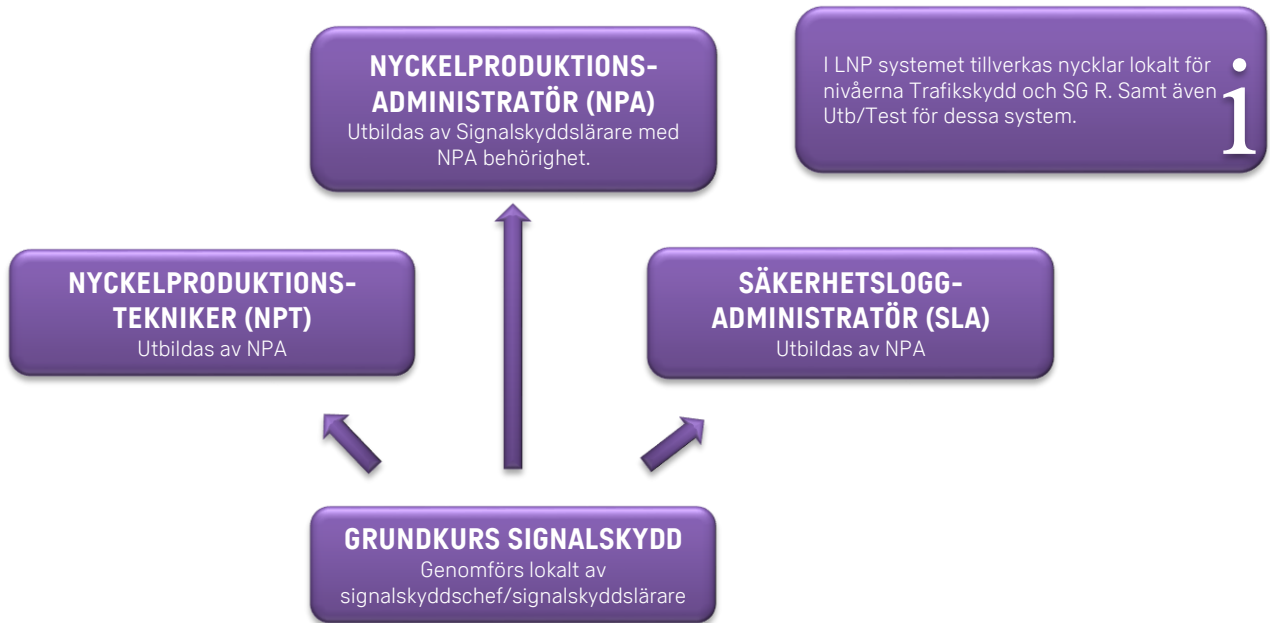 NYCKELPRODUKTIONS-
ADMINISTRATÖR (NPA)
Utbildas av Signalskyddslärare med
NPA behörighet.
I LNP systemet tillverkas nycklar lokalt för
nivåerna Trafikskydd och SG R. Samt även
Utb/Test för dessa system.
i
NYCKELPRODUKTIONS-
TEKNIKER (NPT)
Utbildas av NPA
SÄKERHETSLOGG-
ADMINISTRATÖR (SLA)
Utbildas av NPA
GRUNDKURS SIGNALSKYDD
Genomförs lokalt av
signalskyddschef/signalskyddslärare